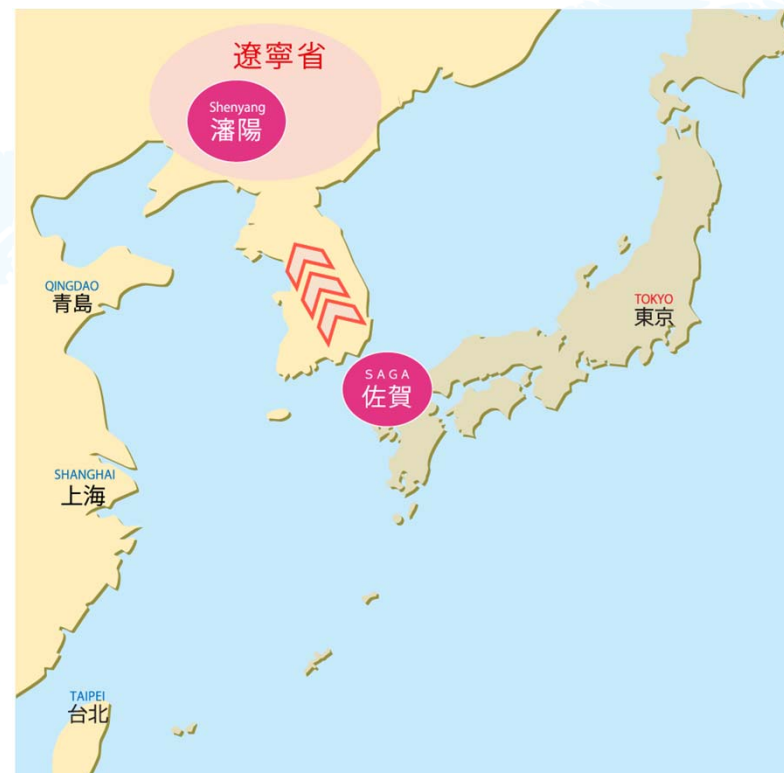 遼寧省
Shenyang
瀋陽
QINGDAO
青島
TOKYO
東京
SAGA
佐賀
SHANGHAI
上海
TAIPEI
台北